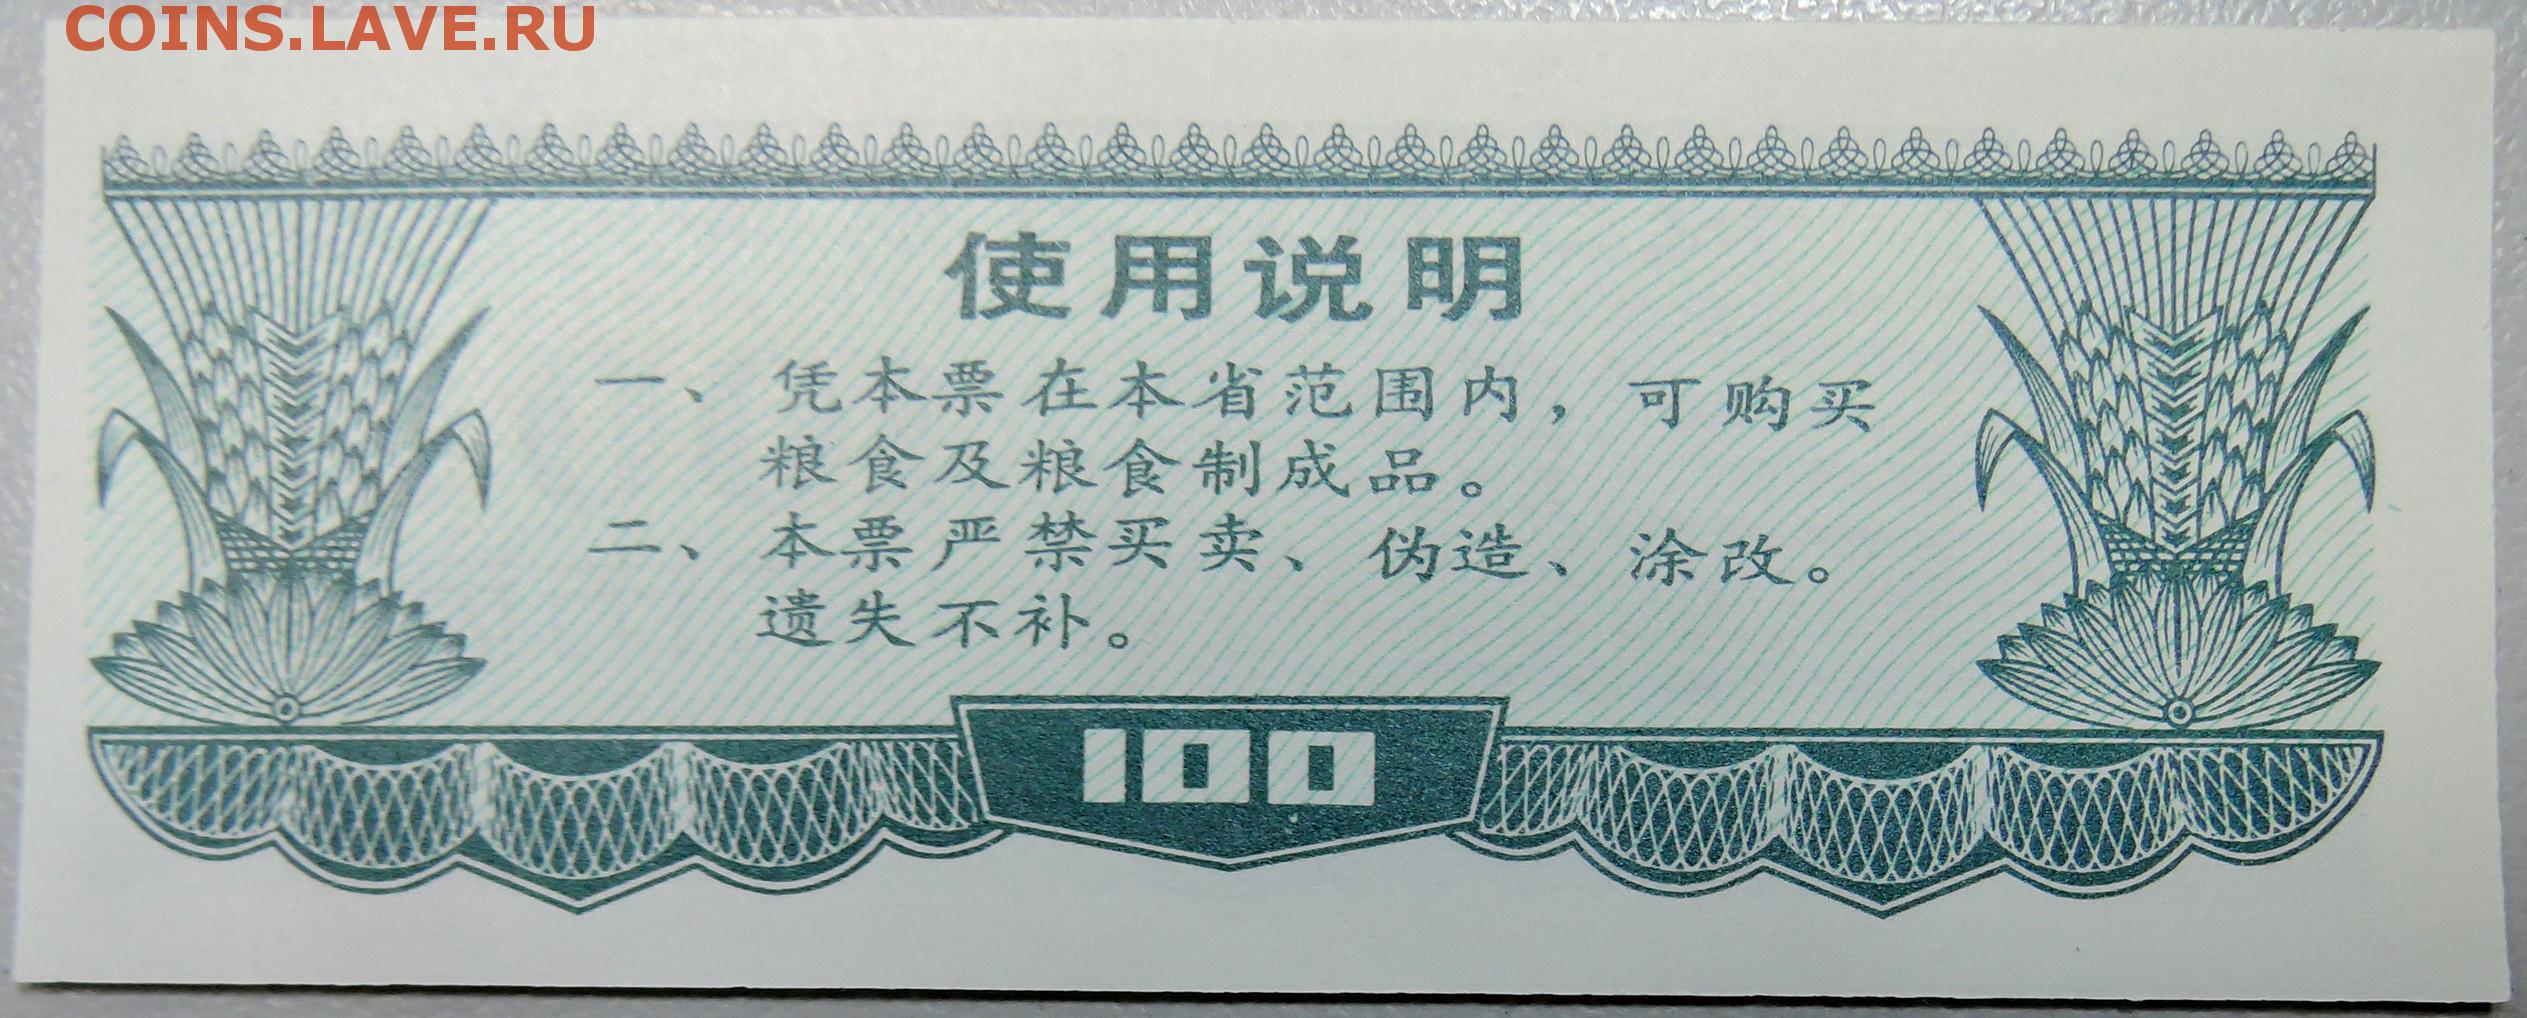 COINS.LAVE.RU
使用说明
一、凭本票在本省范围内，可购买
粮食及粮食制成品。
二、本票严禁买卖、伪造、涂改。
遗失不补。
100